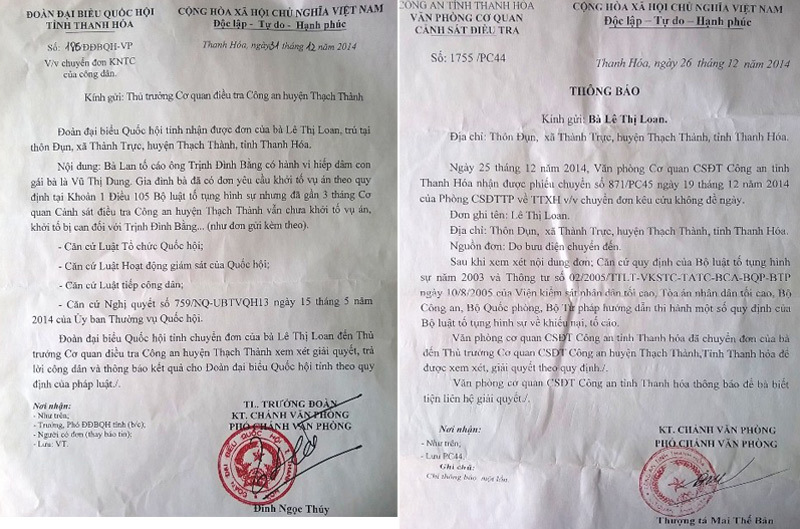 ĐOÀN ĐẠI BIỂU QUỐC HỘI
TỈNH THANH HÓA
CỘNG HÒA XÃ HỘI CHỦ NGHĨA VIỆT NAM
Độc lập - Tự do - Hạnh phúc
Số: 185 ĐĐBQH-VP
Thanh Hóa, ngày 31 tháng 12 năm 2014
V/v chuyển đơn KNTC
của công dân.
Kính gửi: Thủ trưởng Cơ quan điều tra Công an huyện Thạch Thành
Đoàn đại biểu Quốc hội tỉnh nhận được đơn của bà Lê Thị Loan, trú tại
thôn Đụn, xã Thành Trực, huyện Thạch Thành, tỉnh Thanh Hóa.
Nội dung: Bà Lan tố cáo ông Trịnh Đình Bằng có hành vi hiếp dâm con
gái bà là Vũ Thị Dung. Gia đình bà đã có đơn yêu cầu khởi tố vụ án theo quy
định tại Khoản 1 Điều 105 Bộ luật tố tụng hình sự nhưng đã gần 3 tháng Cơ
quan Cảnh sát điều tra Công an huyện Thạch Thành vẫn chưa khởi tố vụ án,
khởi tố bị can đối với Trịnh Đình Bằng... (như đơn gửi kèm theo).
- Căn cứ Luật Tổ chức Quốc hội;
- Căn cứ Luật Hoạt động giám sát của Quốc hội;
- Căn cứ Luật tiếp công dân;
- Căn cứ Nghị quyết số 759/NQ-UBTVQH13 ngày 15 tháng 5 năm
2014 của Ủy ban Thường vụ Quốc hội.
Đoàn đại biểu Quốc hội tỉnh chuyển đơn của bà Lê Thị Loan đến Thủ
trưởng Cơ quan điều tra Công an huyện Thạch Thành xem xét giải quyết, trả
lời công dân và thông báo kết quả cho Đoàn đại biểu Quốc hội tỉnh theo quy
định của pháp luật./.
Nơi nhận:
- Như trên;
- Trưởng, Phó ĐĐBQH tỉnh (b/c);
- Người có đơn (thay báo tin);
- Lưu: VT.
TL. TRƯỞNG ĐOÀN
KT. CHÁNH VĂN PHÒNG
PHÓ CHÁNH VĂN PHÒNG
Đinh Ngọc Thúy
CÔNG AN TỈNH THANH HÓA
VĂN PHÒNG CƠ QUAN
CẢNH SÁT ĐIỀU TRA
CỘNG HÒA XÃ HỘI CHỦ NGHĨA VIỆT NAM
Độc lập – Tự do – Hạnh phúc
Số: 1755 /PC44
Thanh Hóa, ngày 26 tháng 12 năm 2014
THÔNG BÁO
Kính gửi: Bà Lê Thị Loan.
Địa chỉ: Thôn Đụn, xã Thành Trực, huyện Thạch Thành, tỉnh Thanh Hóa.
Ngày 25 tháng 12 năm 2014, Văn phòng Cơ quan CSĐT Công an tỉnh
Thanh Hóa nhận được phiếu chuyển số 871/PC45 ngày 19 tháng 12 năm 2014
của Phòng CSĐTTP về TTXH v/v chuyển đơn kêu cứu không đề ngày.
Đơn ghi tên: Lê Thị Loan.
Địa chỉ: Thôn Dụn, xã Thành Trực, huyện Thạch Thành, tỉnh Thanh Hóa.
Nguồn đơn: Do bưu điện chuyển đến.
Sau khi xem xét nội dung đơn; Căn cứ quy định của Bộ luật tố tụng hình
sự năm 2003 và Thông tư số 02/2005/TTLT-VKSTC-TATC-BCA-BQP-BTP
ngày 10/8/2005 của Viện kiểm sát nhân dân tối cao, Tòa án nhân dân tối cao, Bộ
Công an, Bộ Quốc phòng, Bộ Tư pháp hướng dẫn thi hành một số quy định của
Bộ luật tố tụng hình sự về khiếu nại, tố cáo.
Văn phòng cơ quan CSĐT Công an tỉnh Thanh hóa đã chuyển đơn của bà
đến Thủ trưởng Cơ quan CSĐT Công an huyện Thạch Thành,Tỉnh Thanh hóa để
được xem xét, giải quyết theo quy định./.
Văn phòng cơ quan CSĐT Công an tỉnh Thanh hóa thông báo để bà biết
tiện liên hệ giải quyết./.
Nơi nhận:
- Như trên;
- Lưu PC44.
Ghi chú:
Chỉ thông báo một lần.
KT. CHÁNH VĂN PHÒNG
PHÓ CHÁNH VĂN PHÒNG
Thượng tá Mai Thế Bản